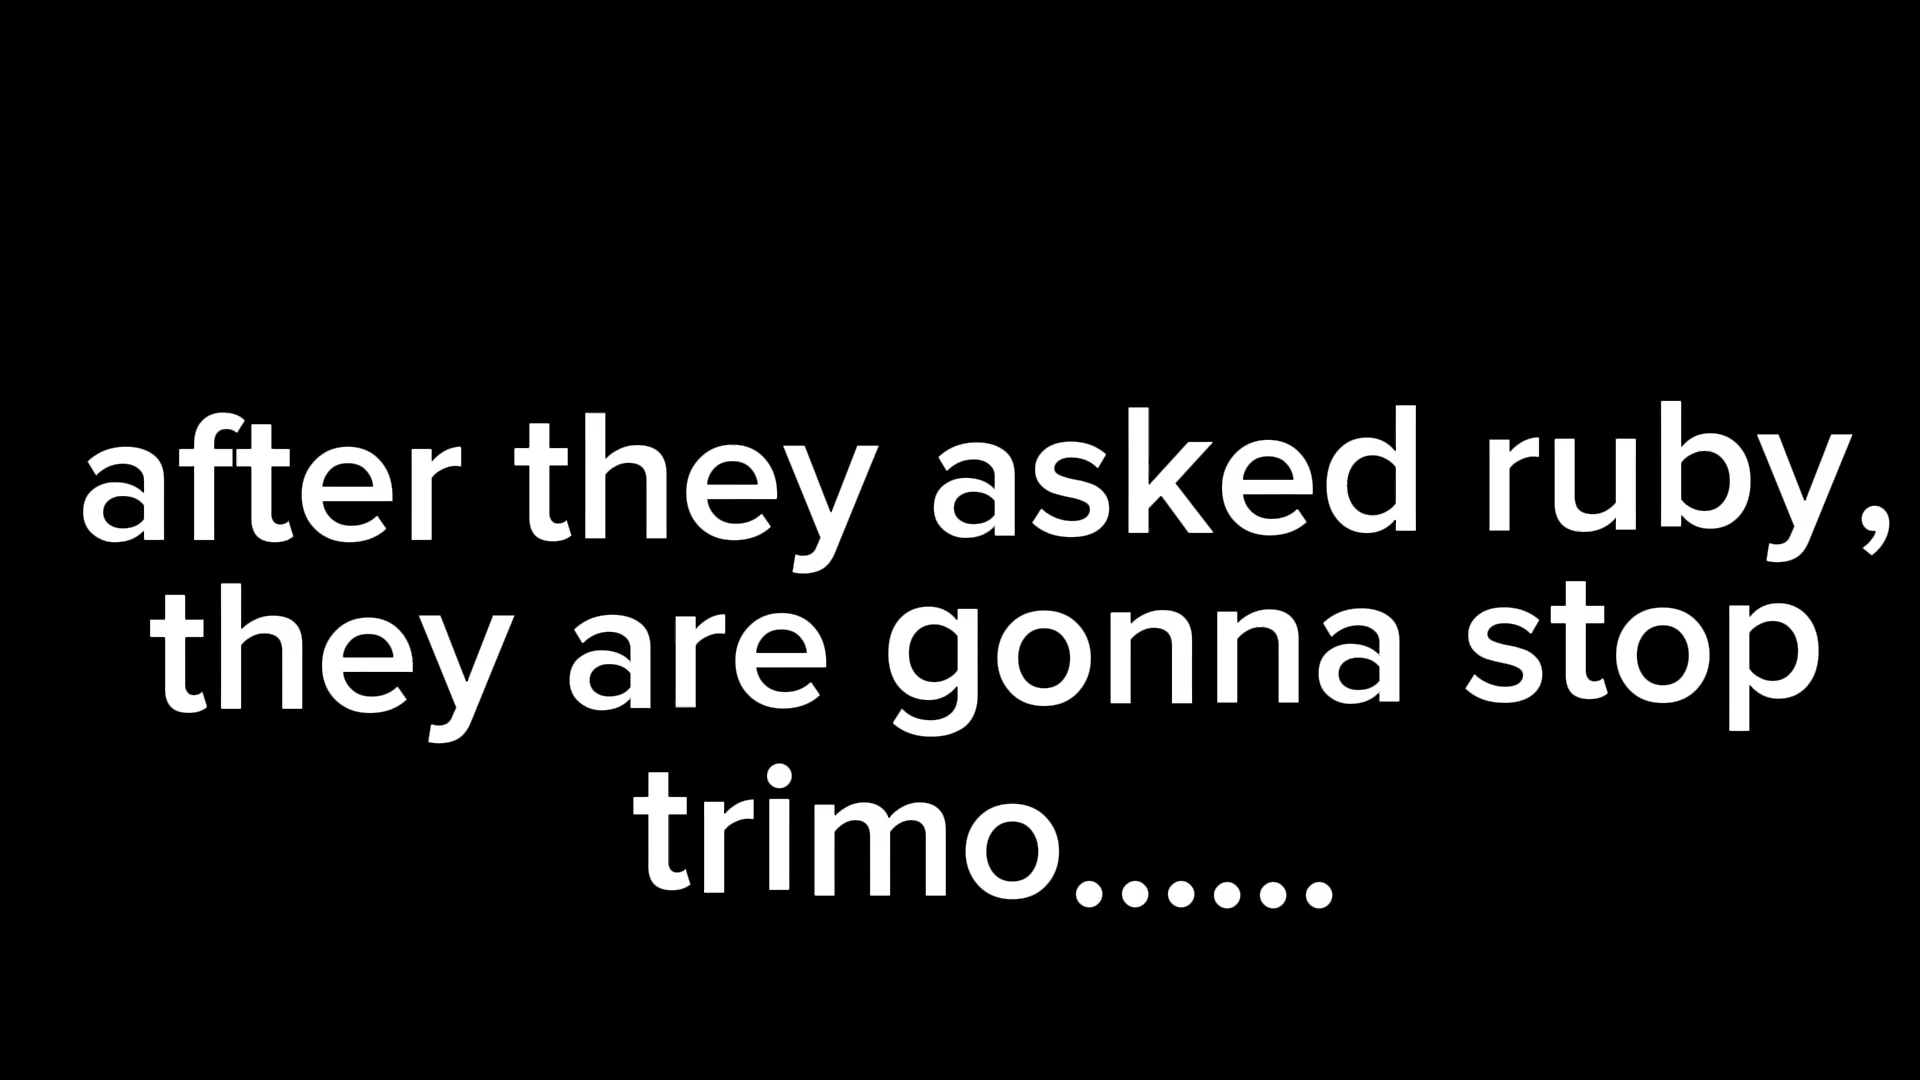 after they asked ruby,
they are gonna stop
trimo......